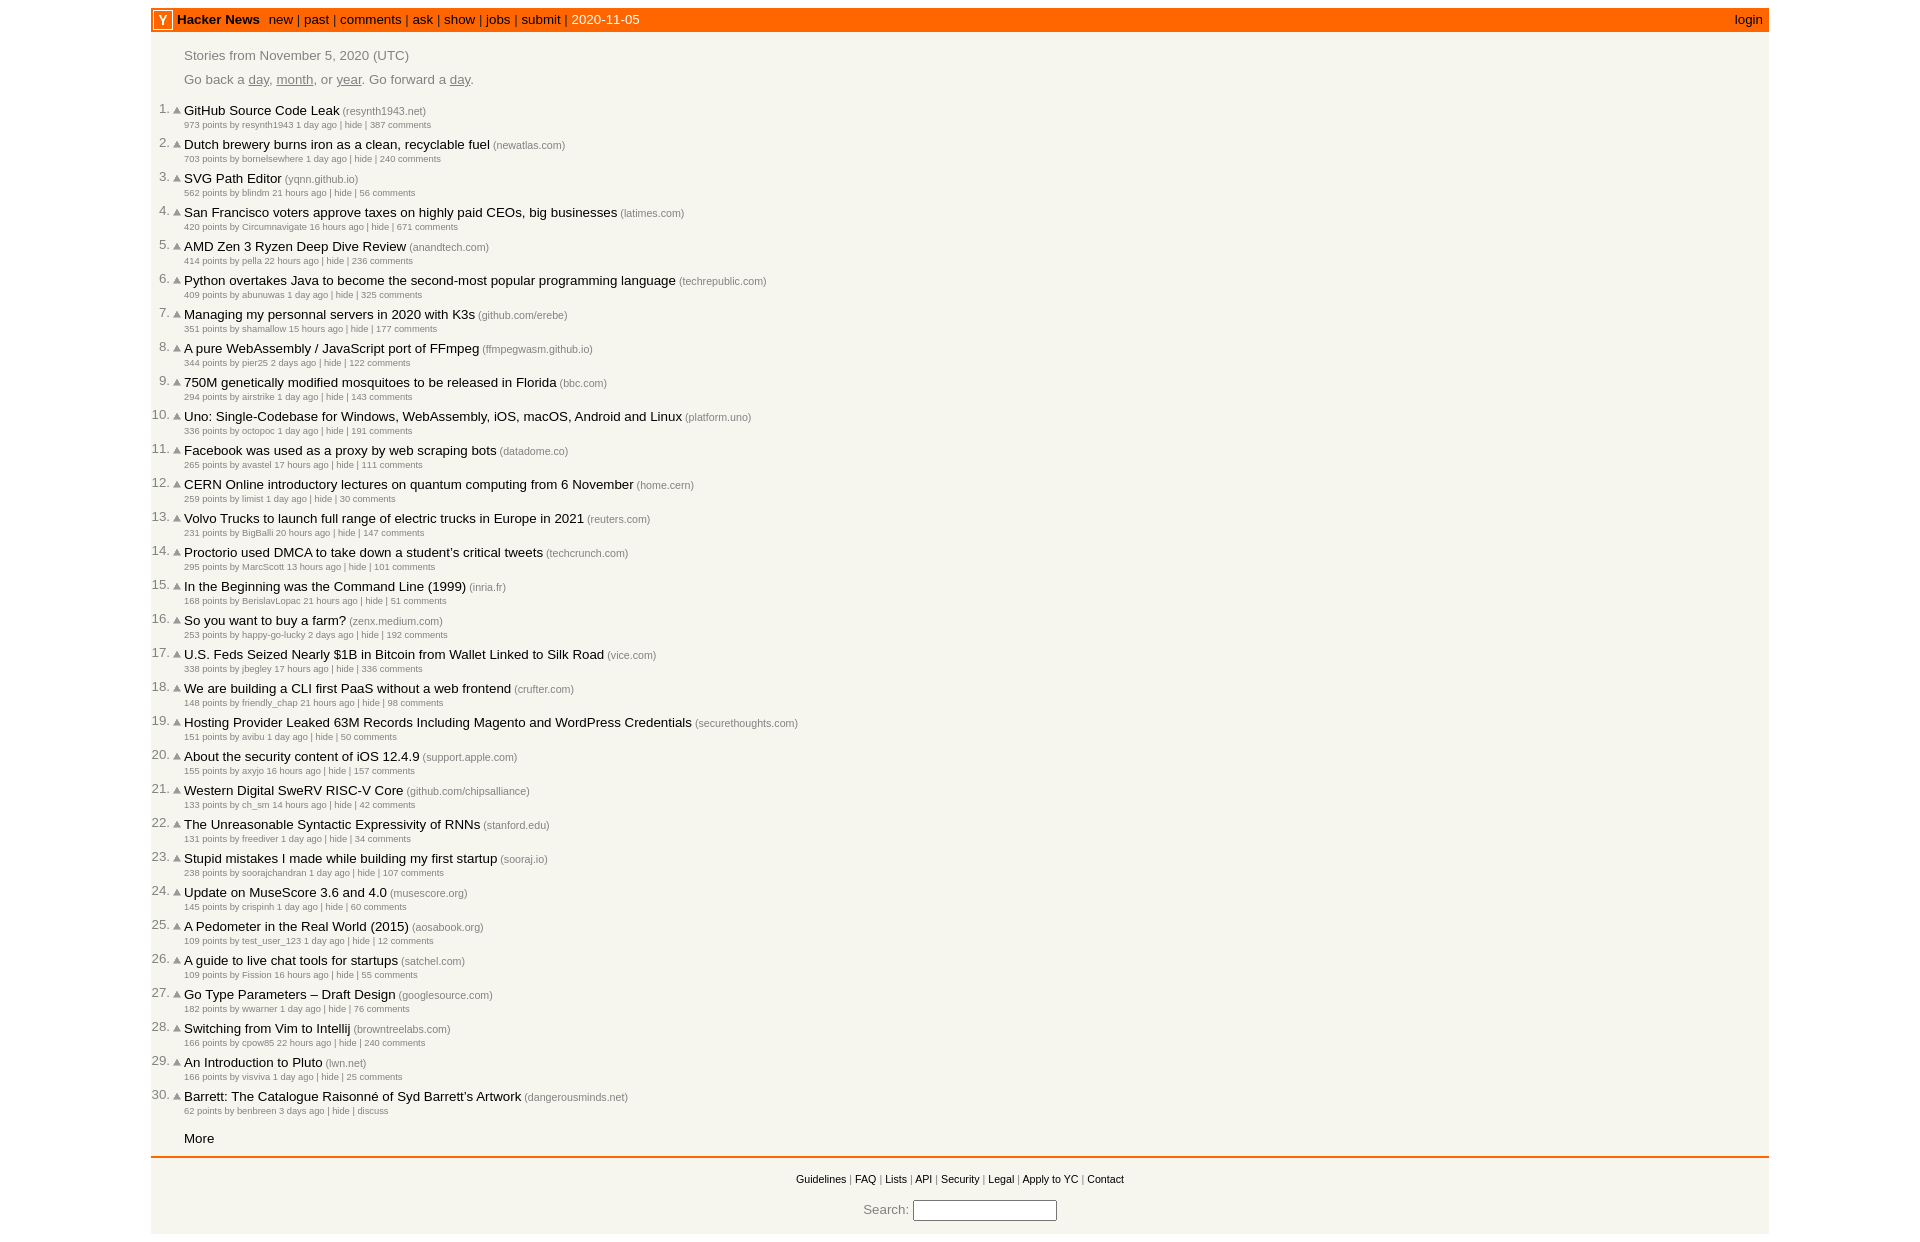 Y Hacker News new | past | comments | ask | show | jobs | submit | 2020-11-05 login
Stories from November 5, 2020 (UTC)
Go back a day, month, or year. Go forward a day.
1. GitHub Source Code Leak (resynth1943.net)
973 points by resynth1943 1 day ago | hide | 387 comments
2. Dutch brewery burns iron as a clean, recyclable fuel (newatlas.com)
703 points by bornelsewhere 1 day ago | hide | 240 comments
3. SVG Path Editor (yqnn.github.io)
562 points by blindm 21 hours ago | hide | 56 comments
4. San Francisco voters approve taxes on highly paid CEOs, big businesses (latimes.com)
420 points by Circumnavigate 16 hours ago | hide | 671 comments
5. AMD Zen 3 Ryzen Deep Dive Review (anandtech.com)
414 points by pella 22 hours ago | hide | 236 comments
6. Python overtakes Java to become the second-most popular programming language (techrepublic.com)
409 points by abunuwas 1 day ago | hide | 325 comments
7. Managing my personnal servers in 2020 with K3s (github.com/erebe)
351 points by shamallow 15 hours ago | hide | 177 comments
8. A pure WebAssembly / JavaScript port of FFmpeg (ffmpegwasm.github.io)
344 points by pier25 2 days ago | hide | 122 comments
9. 750M genetically modified mosquitoes to be released in Florida (bbc.com)
294 points by airstrike 1 day ago | hide | 143 comments
10. Uno: Single-Codebase for Windows, WebAssembly, iOS, macOS, Android and Linux (platform.uno)
336 points by octopoc 1 day ago | hide | 191 comments
11. Facebook was used as a proxy by web scraping bots (datadome.co)
265 points by avastel 17 hours ago | hide | 111 comments
12. CERN Online introductory lectures on quantum computing from 6 November (home.cern)
259 points by limist 1 day ago | hide | 30 comments
13. Volvo Trucks to launch full range of electric trucks in Europe in 2021 (reuters.com)
231 points by BigBalli 20 hours ago | hide | 147 comments
14. Proctorio used DMCA to take down a student’s critical tweets (techcrunch.com)
295 points by MarcScott 13 hours ago | hide | 101 comments
15. In the Beginning was the Command Line (1999) (inria.fr)
168 points by BerislavLopac 21 hours ago | hide | 51 comments
16. So you want to buy a farm? (zenx.medium.com)
253 points by happy-go-lucky 2 days ago | hide | 192 comments
17. U.S. Feds Seized Nearly $1B in Bitcoin from Wallet Linked to Silk Road (vice.com)
338 points by jbegley 17 hours ago | hide | 336 comments
18. We are building a CLI first PaaS without a web frontend (crufter.com)
148 points by friendly_chap 21 hours ago | hide | 98 comments
19. Hosting Provider Leaked 63M Records Including Magento and WordPress Credentials (securethoughts.com)
151 points by avibu 1 day ago | hide | 50 comments
20. About the security content of iOS 12.4.9 (support.apple.com)
155 points by axyjo 16 hours ago | hide | 157 comments
21. Western Digital SweRV RISC-V Core (github.com/chipsalliance)
133 points by ch_sm 14 hours ago | hide | 42 comments
22. The Unreasonable Syntactic Expressivity of RNNs (stanford.edu)
131 points by freediver 1 day ago | hide | 34 comments
23. Stupid mistakes I made while building my first startup (sooraj.io)
238 points by soorajchandran 1 day ago | hide | 107 comments
24. Update on MuseScore 3.6 and 4.0 (musescore.org)
145 points by crispinh 1 day ago | hide | 60 comments
25. A Pedometer in the Real World (2015) (aosabook.org)
109 points by test_user_123 1 day ago | hide | 12 comments
26. A guide to live chat tools for startups (satchel.com)
109 points by Fission 16 hours ago | hide | 55 comments
27. Go Type Parameters – Draft Design (googlesource.com)
182 points by wwarner 1 day ago | hide | 76 comments
28. Switching from Vim to Intellij (browntreelabs.com)
166 points by cpow85 22 hours ago | hide | 240 comments
29. An Introduction to Pluto (lwn.net)
166 points by visviva 1 day ago | hide | 25 comments
30. Barrett: The Catalogue Raisonné of Syd Barrett’s Artwork (dangerousminds.net)
62 points by benbreen 3 days ago | hide | discuss
More
Guidelines | FAQ | Lists | API | Security | Legal | Apply to YC | Contact
Search: